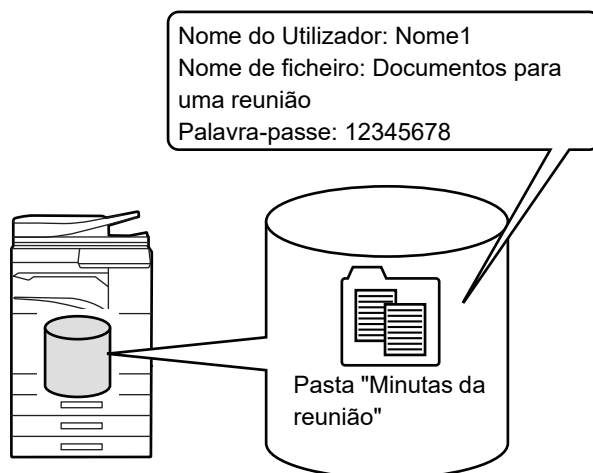 Nome do Utilizador: Nome1
Nome de ficheiro: Documentos para
uma reunião
Palavra-passe: 12345678
Pasta "Minutas da
reunião"